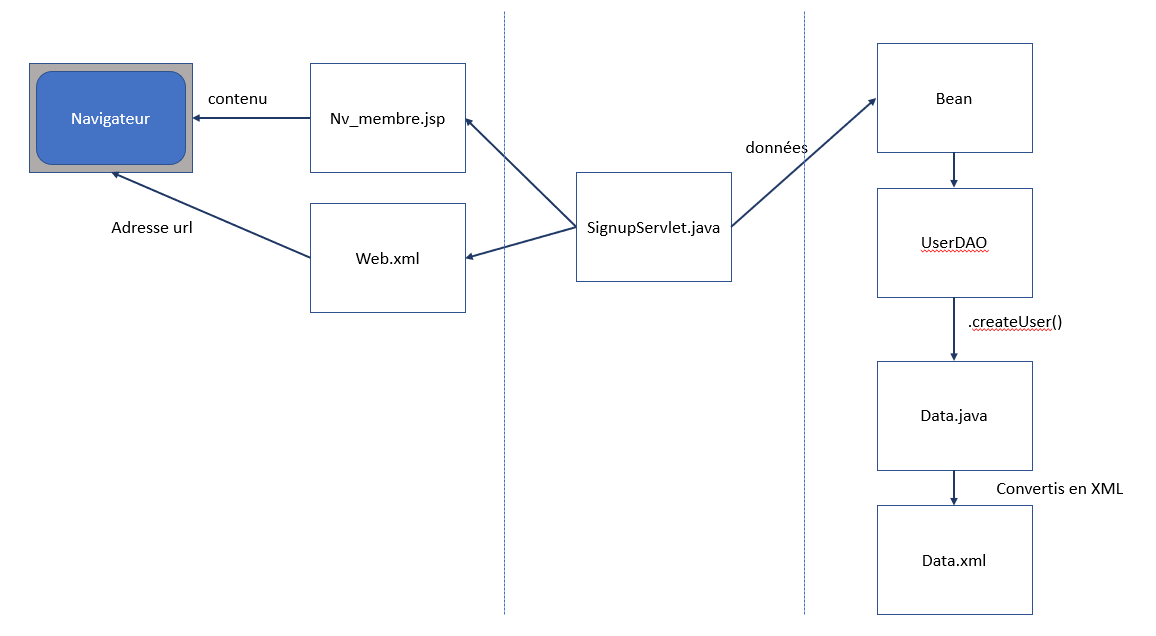 Navigateur
contenu
Nv_membre.jsp
Adresse url
Web.xml
SignupServlet.java
données
Bean
UserDAO
.createUser()
Data.java
Convertis en XML
Data.xml